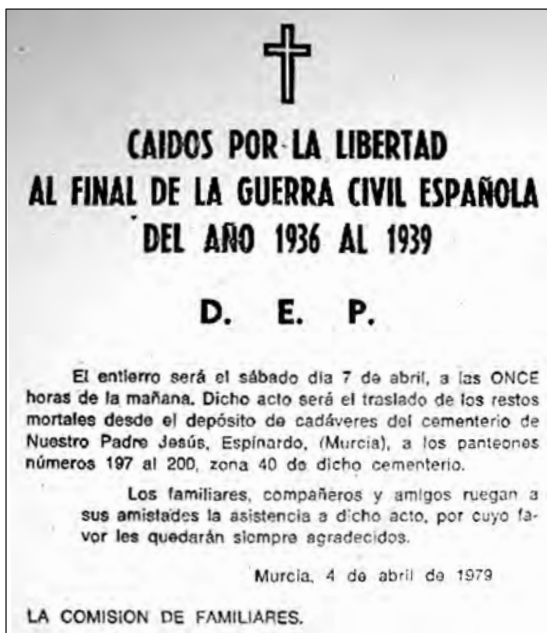 CAIDOS POR LA LIBERTAD
AL FINAL DE LA GUERRA CIVIL ESPAÑOLA
DEL AÑO 1936 AL 1939
D. E. P.
El entierro será el sábado día 7 de abril, a las ONCE
horas de la mañana. Dicho acto será el traslado de los restos
mortales desde el depósito de cadáveres del cementerio de
Nuestro Padre Jesús, Espinardo, (Murcia), a los panteones
números 197 al 200, zona 40 de dicho cementerio.
Los familiares, compañeros y amigos ruegan a
sus amistades la asistencia a dicho acto, por cuyo fa-
vor les quedarán siempre agradecidos.
Murcia, 4 de abril de 1979
LA COMISION DE FAMILIARES.